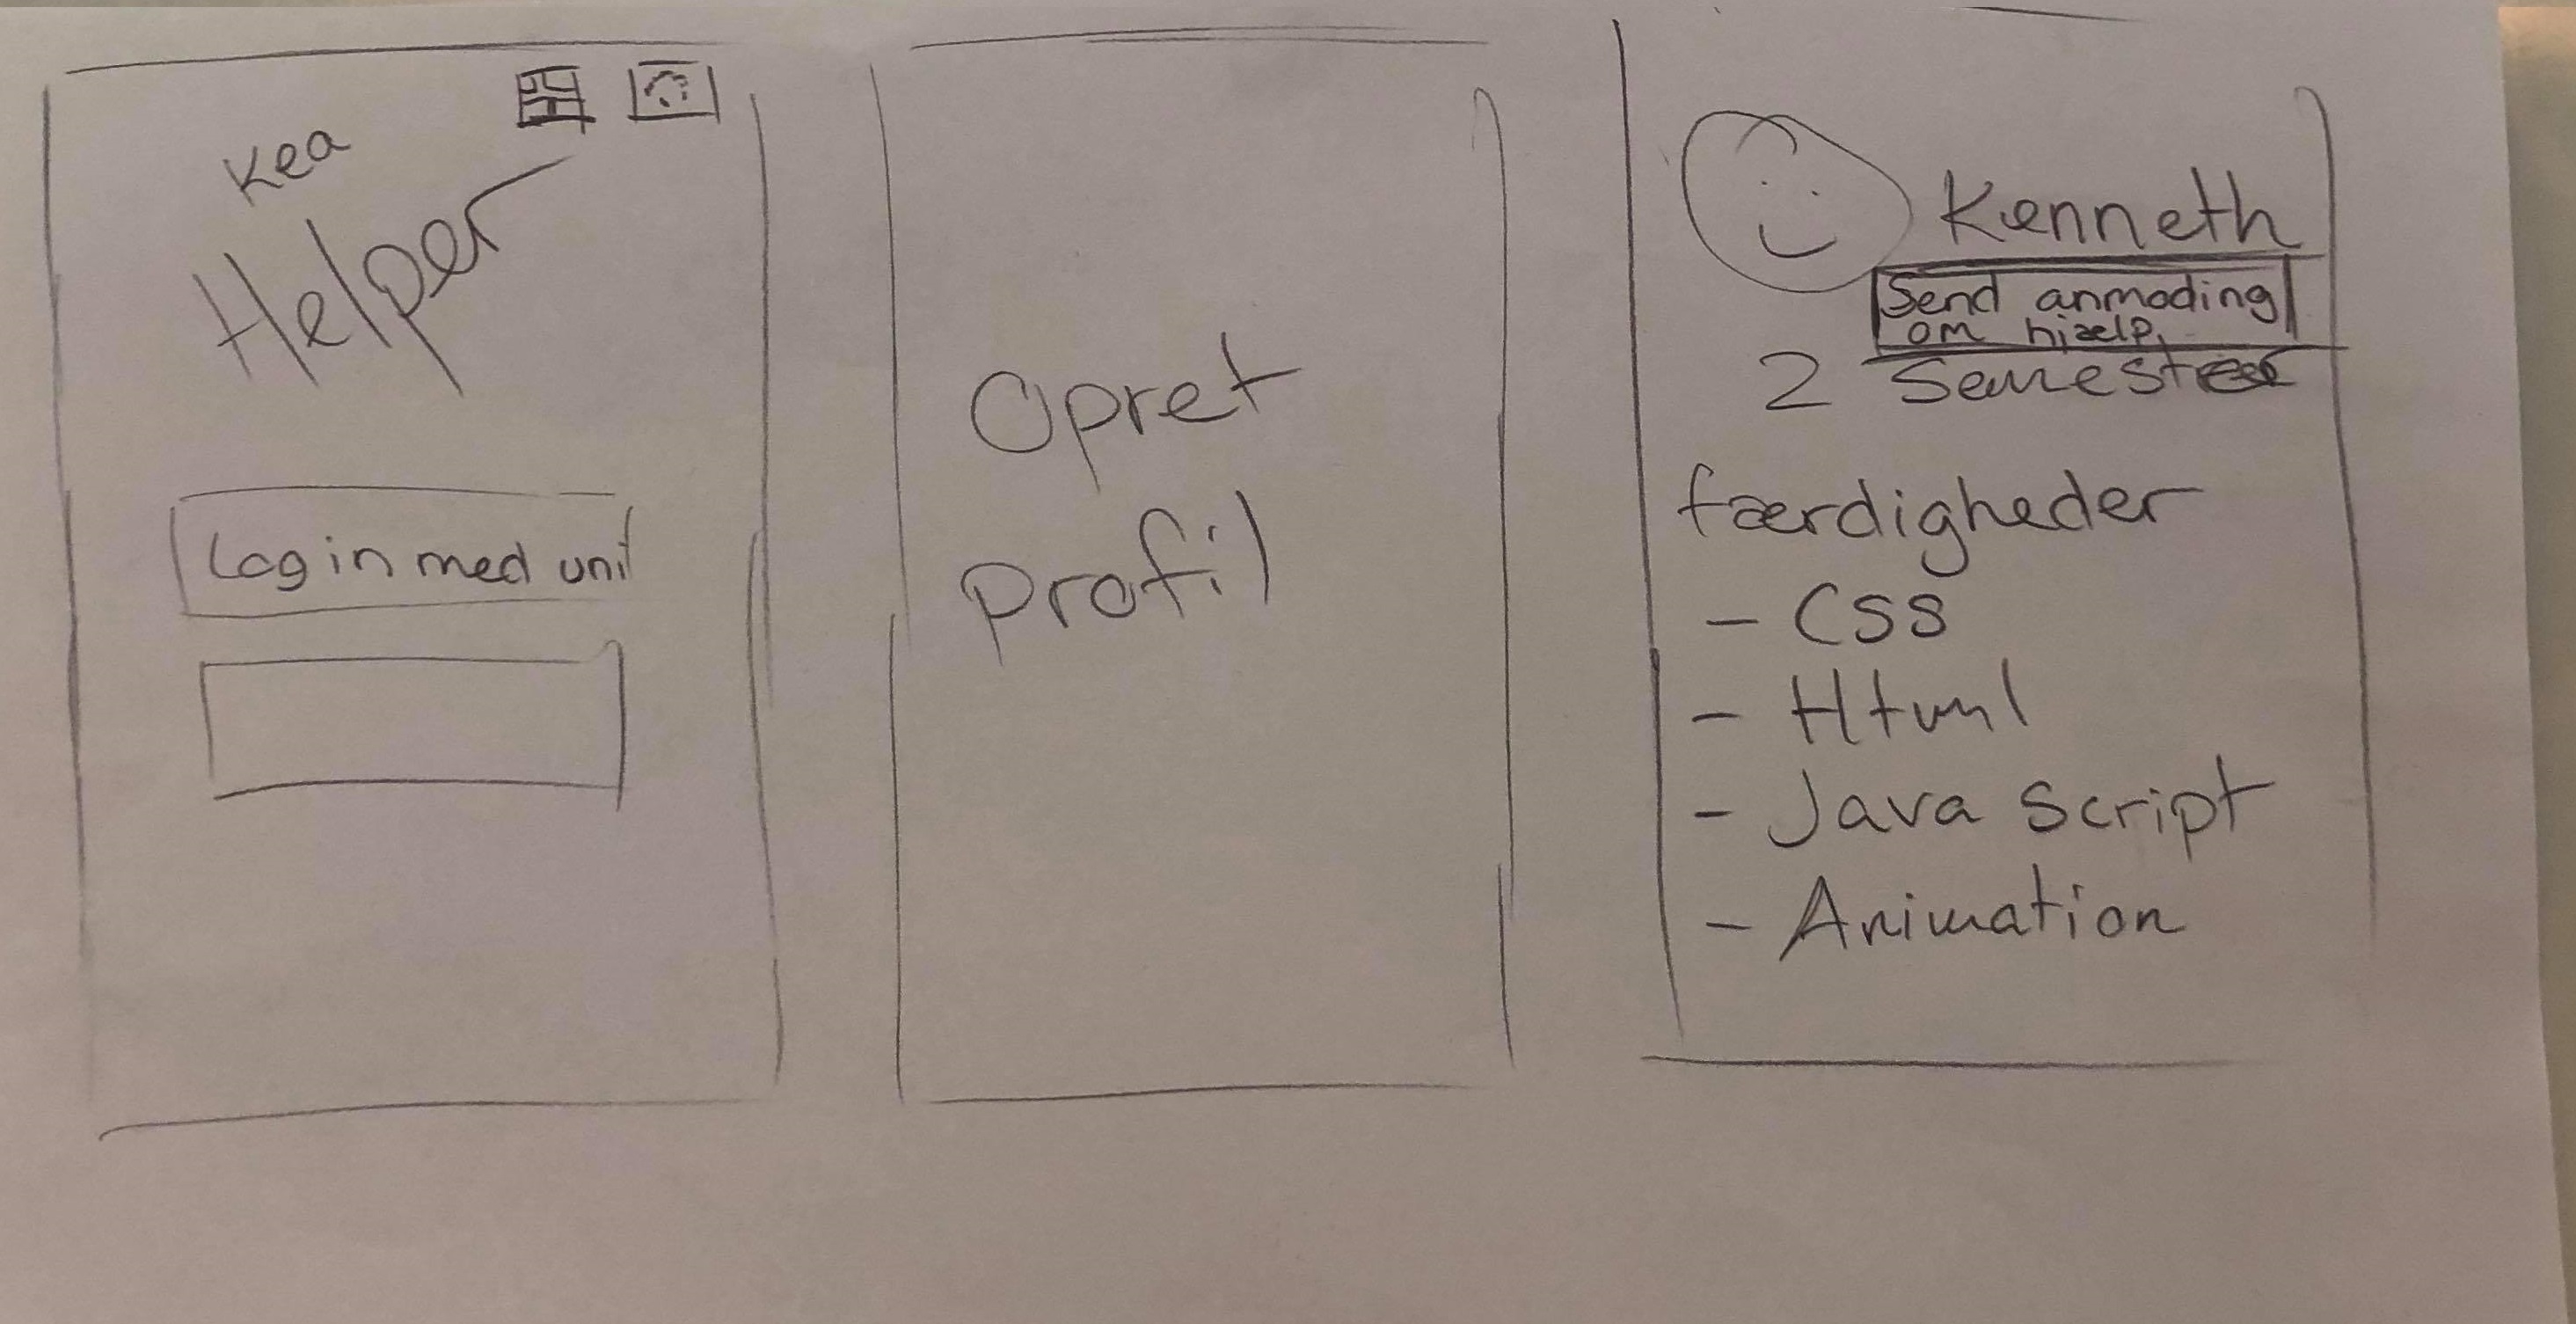 Kea
Helper
Log in med unit
Opret
profil
Kenneth
Send anmoding
om hjælp
2 Semester
færdigheder
- CSS
- Html
- Java Script
- Animation